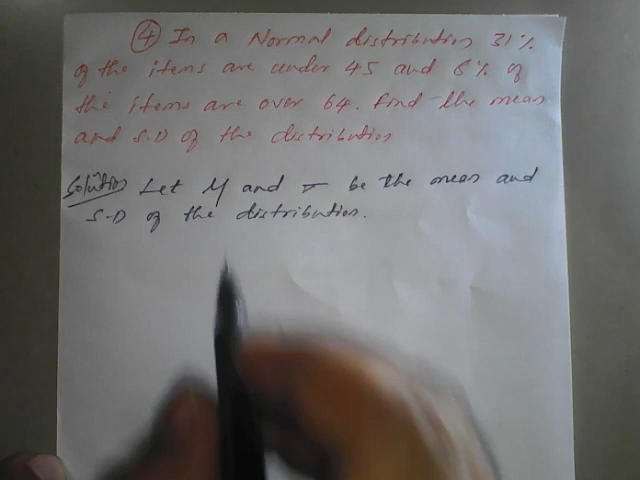 ④ In a Normal distribution 31%
of the items are under 45 and 8% of
the items are over 64. Find the mean
and S.D of the distribution
Solution Let μ and σ be the mean and
S.D of the distribution.